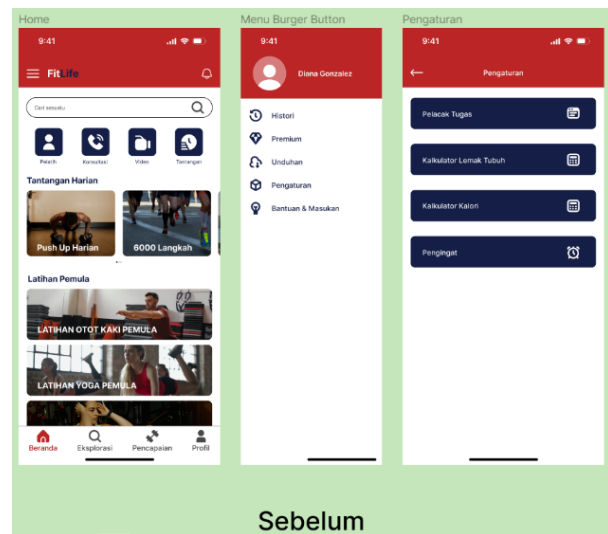 Home
9:41
FitLife
Cari sesuatu
Pelatih
Konsultasi
Video
Tantangan
Tantangan Harian
Push Up Harian
6000 Langkah
Latihan Pemula
LATIHAN OTOT KAKI PEMULA
LATIHAN YOGA PEMULA
Beranda
Eksplorasi
Pencapaian
Profil
Menu Burger Button
9:41
Diana Gonzalez
Histori
Premium
Unduhan
Pengaturan
Bantuan & Masukan
Pengaturan
9:41
Pengaturan
Pelacak Tugas
Kalkulator Lemak Tubuh
Kalkulator Kalori
Pengingat
Sebelum